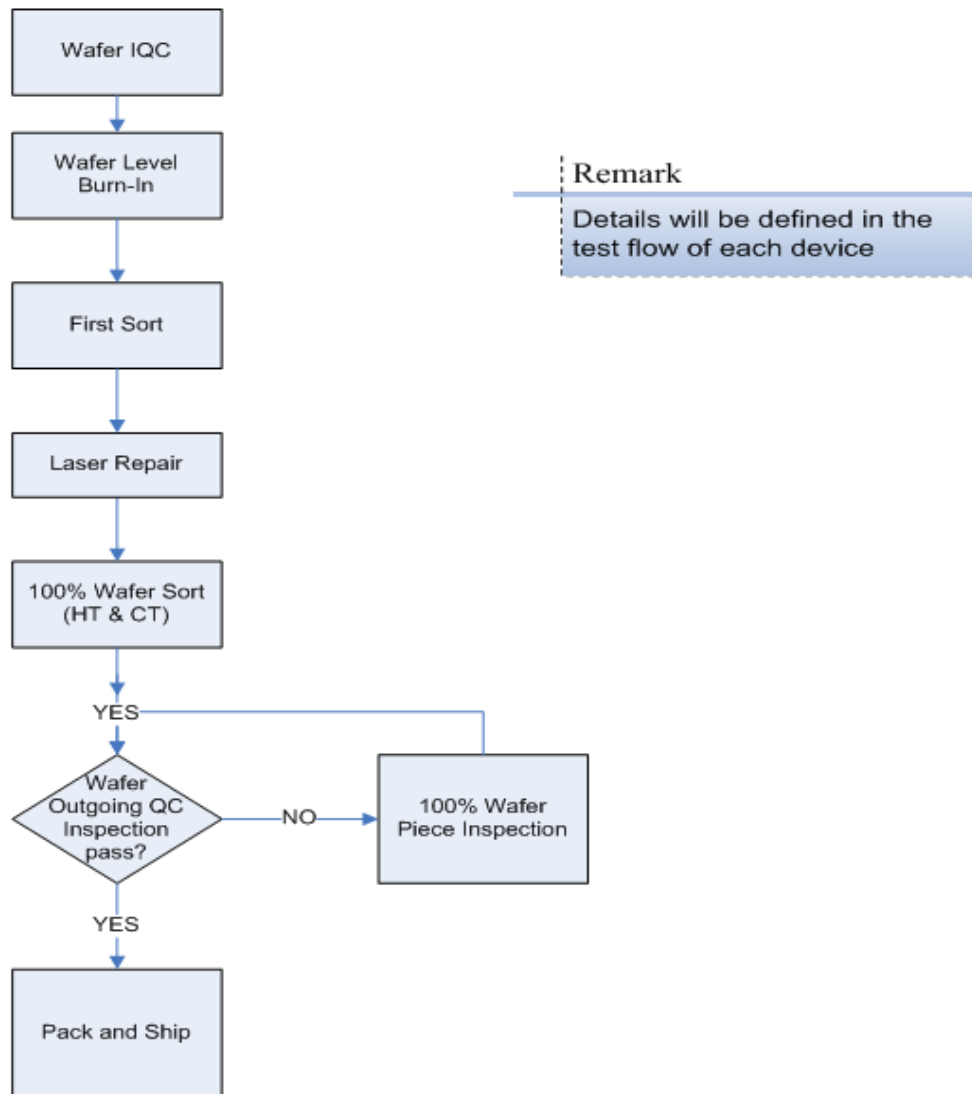 Wafer IQC
Wafer Level
Burn-In
Remark
Details will be defined in the
test flow of each device
First Sort
Laser Repair
100% Wafer Sort
(HT & CT)
YES
Wafer
Outgoing QC
Inspection
pass?
NO
100% Wafer
Piece Inspection
YES
Pack and Ship